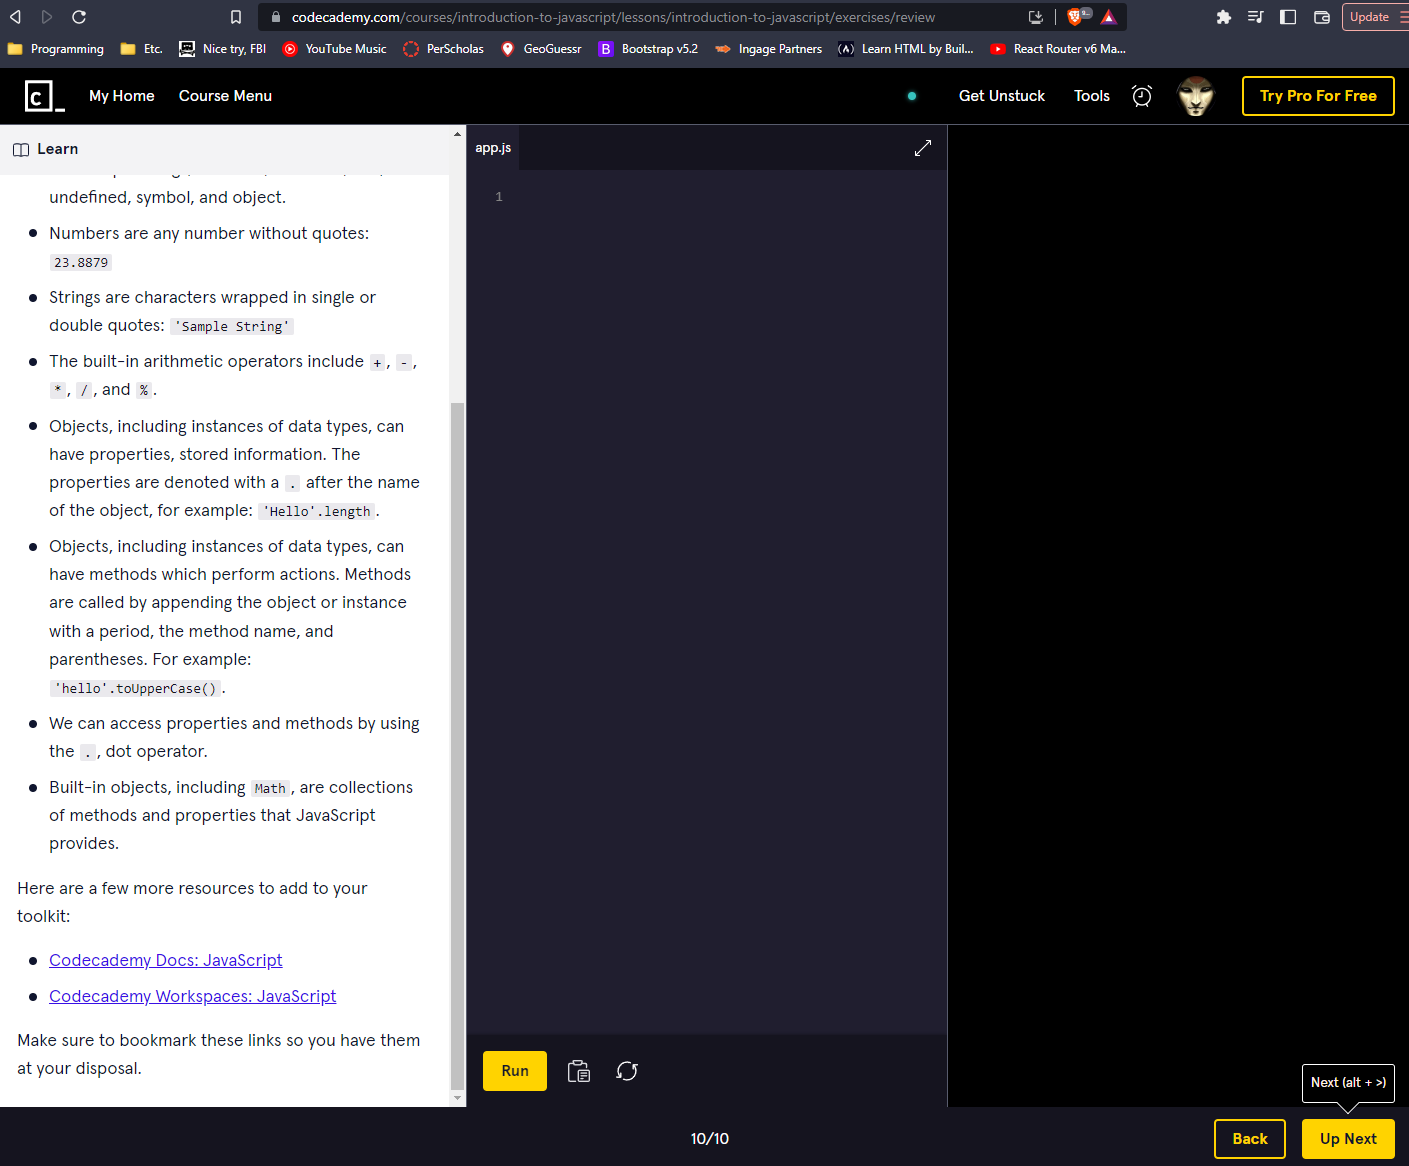 codecademy.com/courses/introduction-to-javascript/lessons/introduction-to-javascript/exercises/review
Update
Programming
Etc.
Nice try, FBI
YouTube Music
PerScholas
GeoGuessr
B
Bootstrap v5.2
Ingage Partners
(A)
Learn HTML by Buil...
React Router v6 Ma...
c_
My Home
Course Menu
Get Unstuck
Tools
Try Pro For Free
Learn
undefined, symbol, and object.
Numbers are any number without quotes:
23.8879
Strings are characters wrapped in single or
double quotes: 'Sample String'
The built-in arithmetic operators include +, -,
*, /, and %.
Objects, including instances of data types, can
have properties, stored information. The
properties are denoted with a . after the name
of the object, for example: 'Hello'.length.
Objects, including instances of data types, can
have methods which perform actions. Methods
are called by appending the object or instance
with a period, the method name, and
parentheses. For example:
'hello'.toUpperCase().
We can access properties and methods by using
the ., dot operator.
Built-in objects, including Math, are collections
of methods and properties that JavaScript
provides.
Here are a few more resources to add to your
toolkit:
Codecademy Docs: JavaScript
Codecademy Workspaces: JavaScript
Make sure to bookmark these links so you have them
at your disposal.
app.js
1
Run
Next (alt + >)
10/10
Back
Up Next